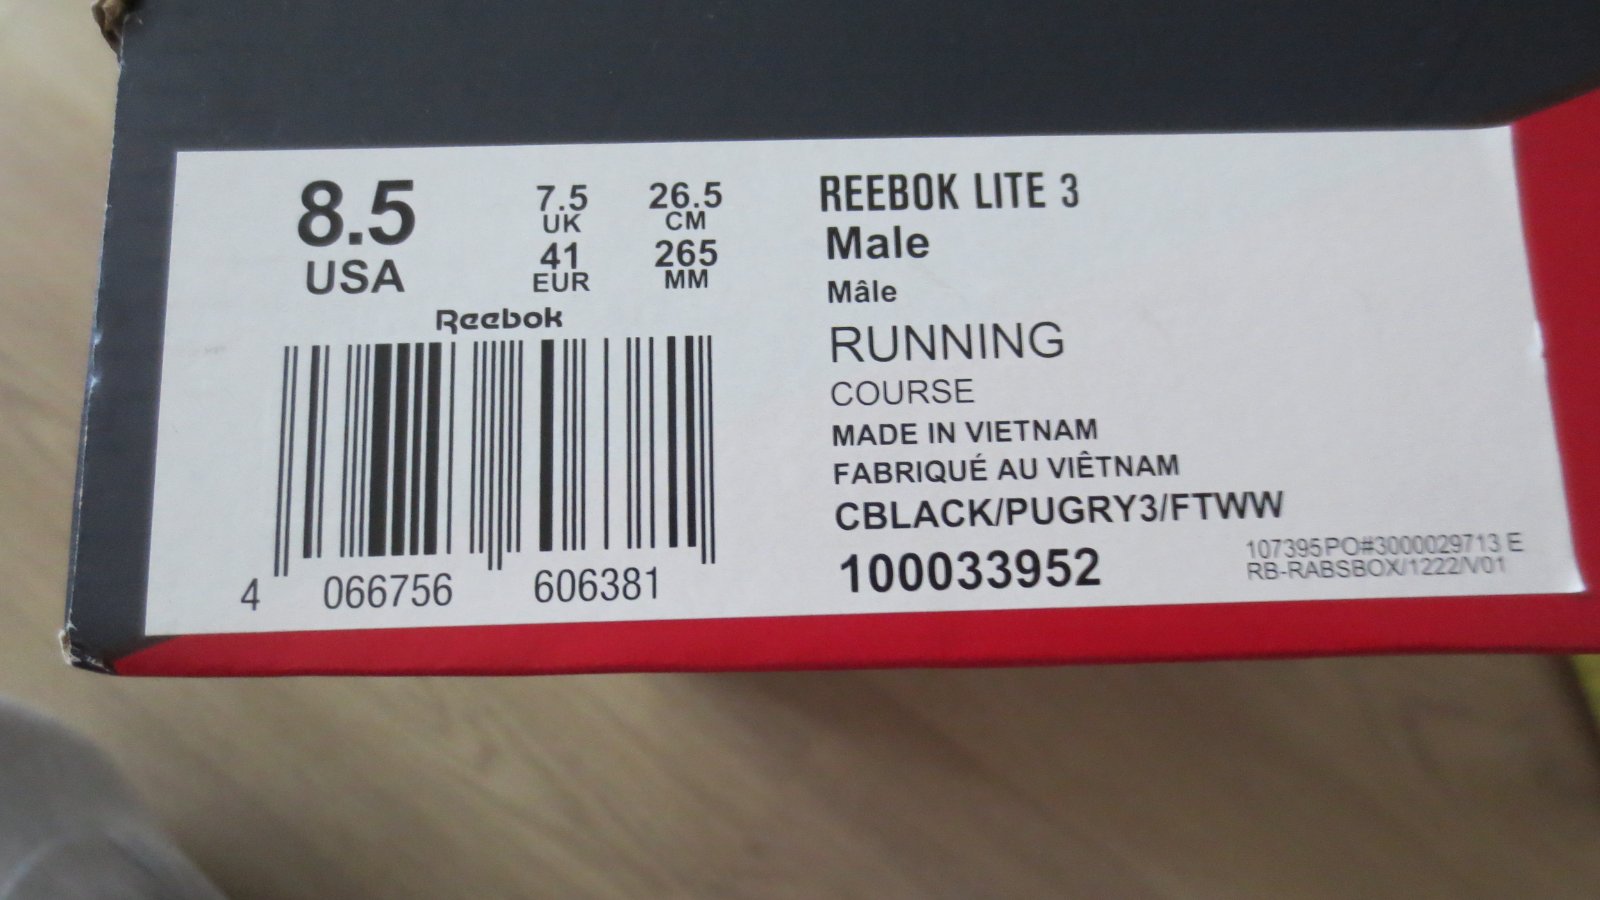 8.5
USA
7.5
UK
41
EUR
26.5
CM
265
MM
Reebok
4 066756 606381
REEBOK LITE 3
Male
Mâle
RUNNING
COURSE
MADE IN VIETNAM
FABRIQUÉ AU VIÊTNAM
CBLACK/PUGRY3/FTWW
100033952
107395PO#3000029713 E
RB-RABSBOX/1222/V01